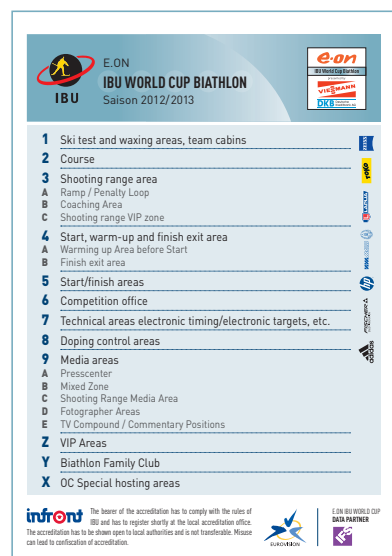 E.ON
IBU WORLD CUP BIATHLON
Saison 2012/2013
IBU
e·on
IBU World Cup Biathlon
VIESMANN
DKB
1 Ski test and waxing areas, team cabins
2 Course
3 Shooting range area
A Ramp / Penalty Loop
B Coaching Area
C Shooting range VIP zone
4 Start, warm-up and finish exit area
A Warming up Area before Start
B Finish exit area
5 Start/finish areas
6 Competition office
7 Technical areas electronic timing/electronic targets, etc.
8 Doping control areas
9 Media areas
A Presscenter
B Mixed Zone
C Shooting Range Media Area
D Fotographer Areas
E TV Compound / Commentary Positions
Z VIP Areas
Y Biathlon Family Club
X OC Special hosting areas
ZEISS
TOKO
LAPUA
hp
FISCHER
adidas
infront
The bearer of the accreditation has to comply with the rules of
IBU and has to register shortly at the local accreditation office.
The accreditation has to be shown open to local authorities and is not transferable. Misuse
can lead to confiscation of accreditation.
EUROVISION
E.ON IBU WORLD CUP
DATA PARTNER